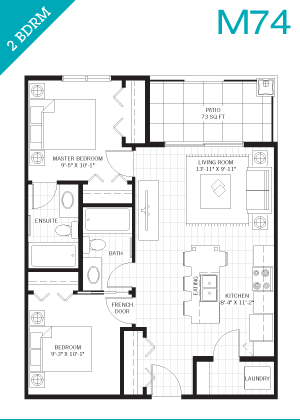 2 BDRM
M74
PATIO
73 SQ FT
MASTER BEDROOM
9'-5" X 10'-1"
LIVING ROOM
13'-11" X 9'-11"
ENSUITE
BATH
EATING
KITCHEN
8'-4" X 11'-2"
FRENCH
DOOR
BEDROOM
9'-3" X 10'-1"
LAUNDRY